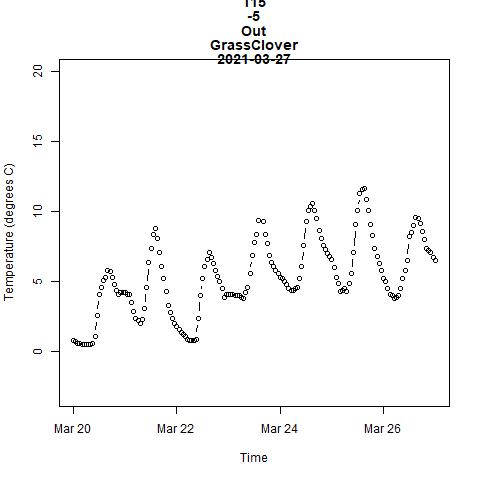 115
-5
Out
GrassClover
2021-03-27
Temperature (degrees C)
20
15
10
5
0
Mar 20
Mar 22
Mar 24
Mar 26
Time